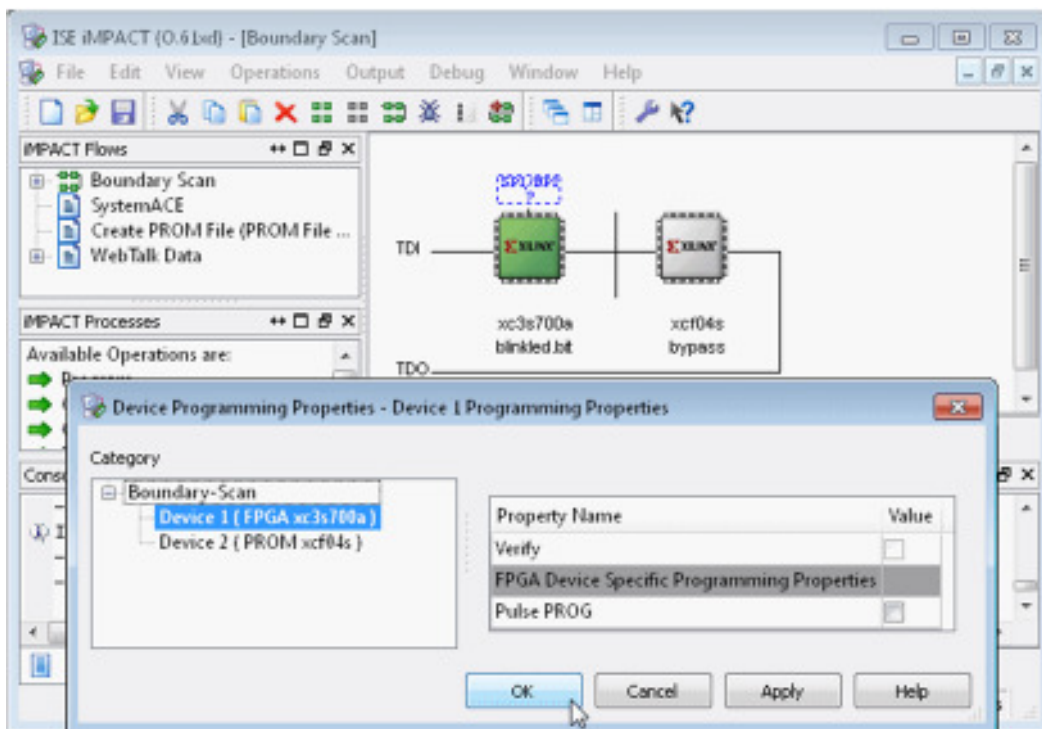 ISE iMPACT (O.61xd) - [Boundary Scan]
File Edit View Operations Output Debug Window Help
iMPACT Flows
Boundary Scan
SystemACE
Create PROM File (PROM File ...
WebTalk Data
TDI
XILINX
XILINX
xc3s700a
xcf04s
blinkled.bit
bypass
TDO
iMPACT Processes
Available Operations are:
Device Programming Properties - Device 1 Programming Properties
Category
Boundary-Scan
Device 1 ( FPGA xc3s700a )
Device 2 ( PROM xcf04s )
Property Name Value
Verify
FPGA Device Specific Programming Properties
Pulse PROG
OK Cancel Apply Help